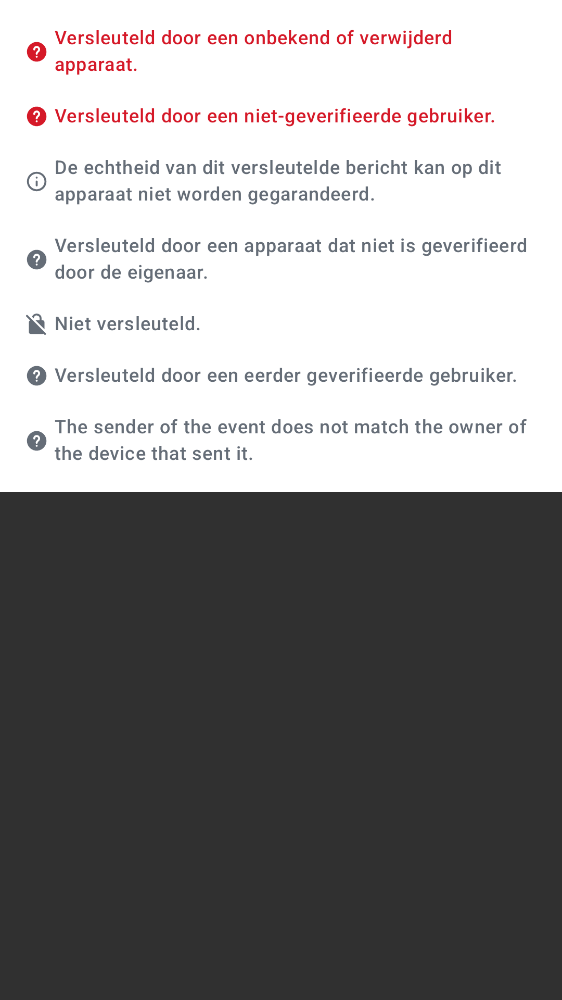 Versleuteld door een onbekend of verwijderd
apparaat.
Versleuteld door een niet-geverifieerde gebruiker.
De echtheid van dit versleutelde bericht kan op dit
apparaat niet worden gegarandeerd.
Versleuteld door een apparaat dat niet is geverifieerd
door de eigenaar.
Niet versleuteld.
Versleuteld door een eerder geverifieerde gebruiker.
The sender of the event does not match the owner of
the device that sent it.